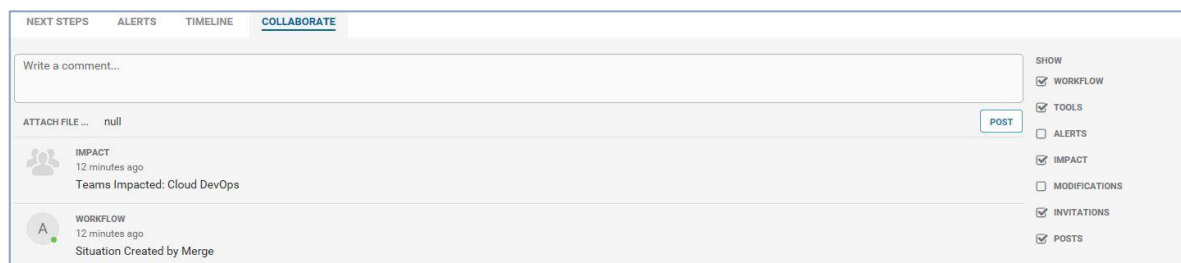 NEXT STEPS ALERTS TIMELINE COLLABORATE
Write a comment...
ATTACH FILE ... null
POST
IMPACT
12 minutes ago
Teams Impacted: Cloud DevOps
A
WORKFLOW
12 minutes ago
Situation Created by Merge
SHOW
WORKFLOW
TOOLS
ALERTS
IMPACT
MODIFICATIONS
INVITATIONS
POSTS